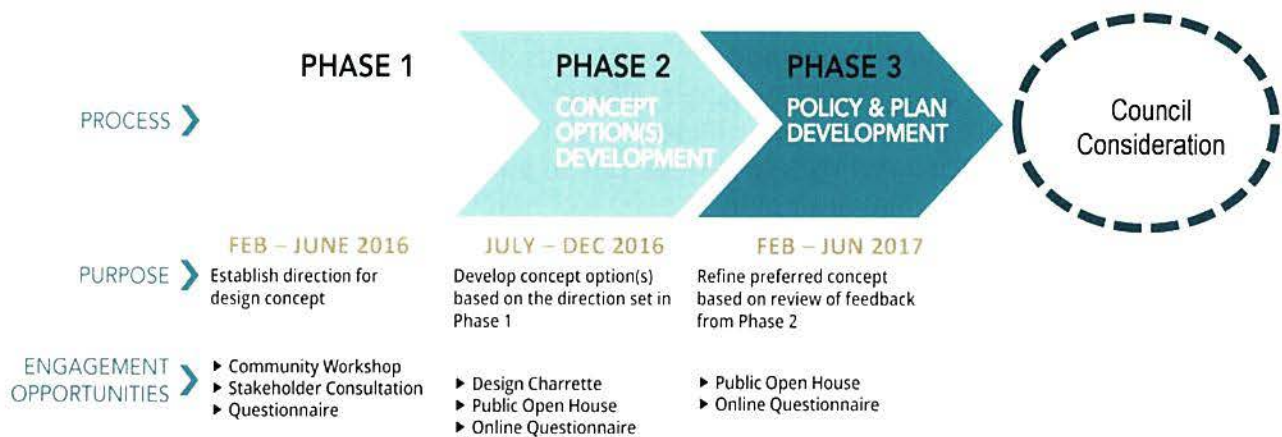 PHASE 1
PHASE 2
PHASE 3
PROCESS
CONCEPT
OPTION(S)
DEVELOPMENT
POLICY & PLAN
DEVELOPMENT
Council
Consideration
FEB – JUNE 2016
JULY – DEC 2016
FEB – JUN 2017
PURPOSE
Establish direction for
design concept
Develop concept option(s)
based on the direction set in
Phase 1
Refine preferred concept
based on review of feedback
from Phase 2
ENGAGEMENT
OPPORTUNITIES
▸ Community Workshop
▸ Stakeholder Consultation
▸ Questionnaire
▸ Design Charrette
▸ Public Open House
▸ Online Questionnaire
▸ Public Open House
▸ Online Questionnaire